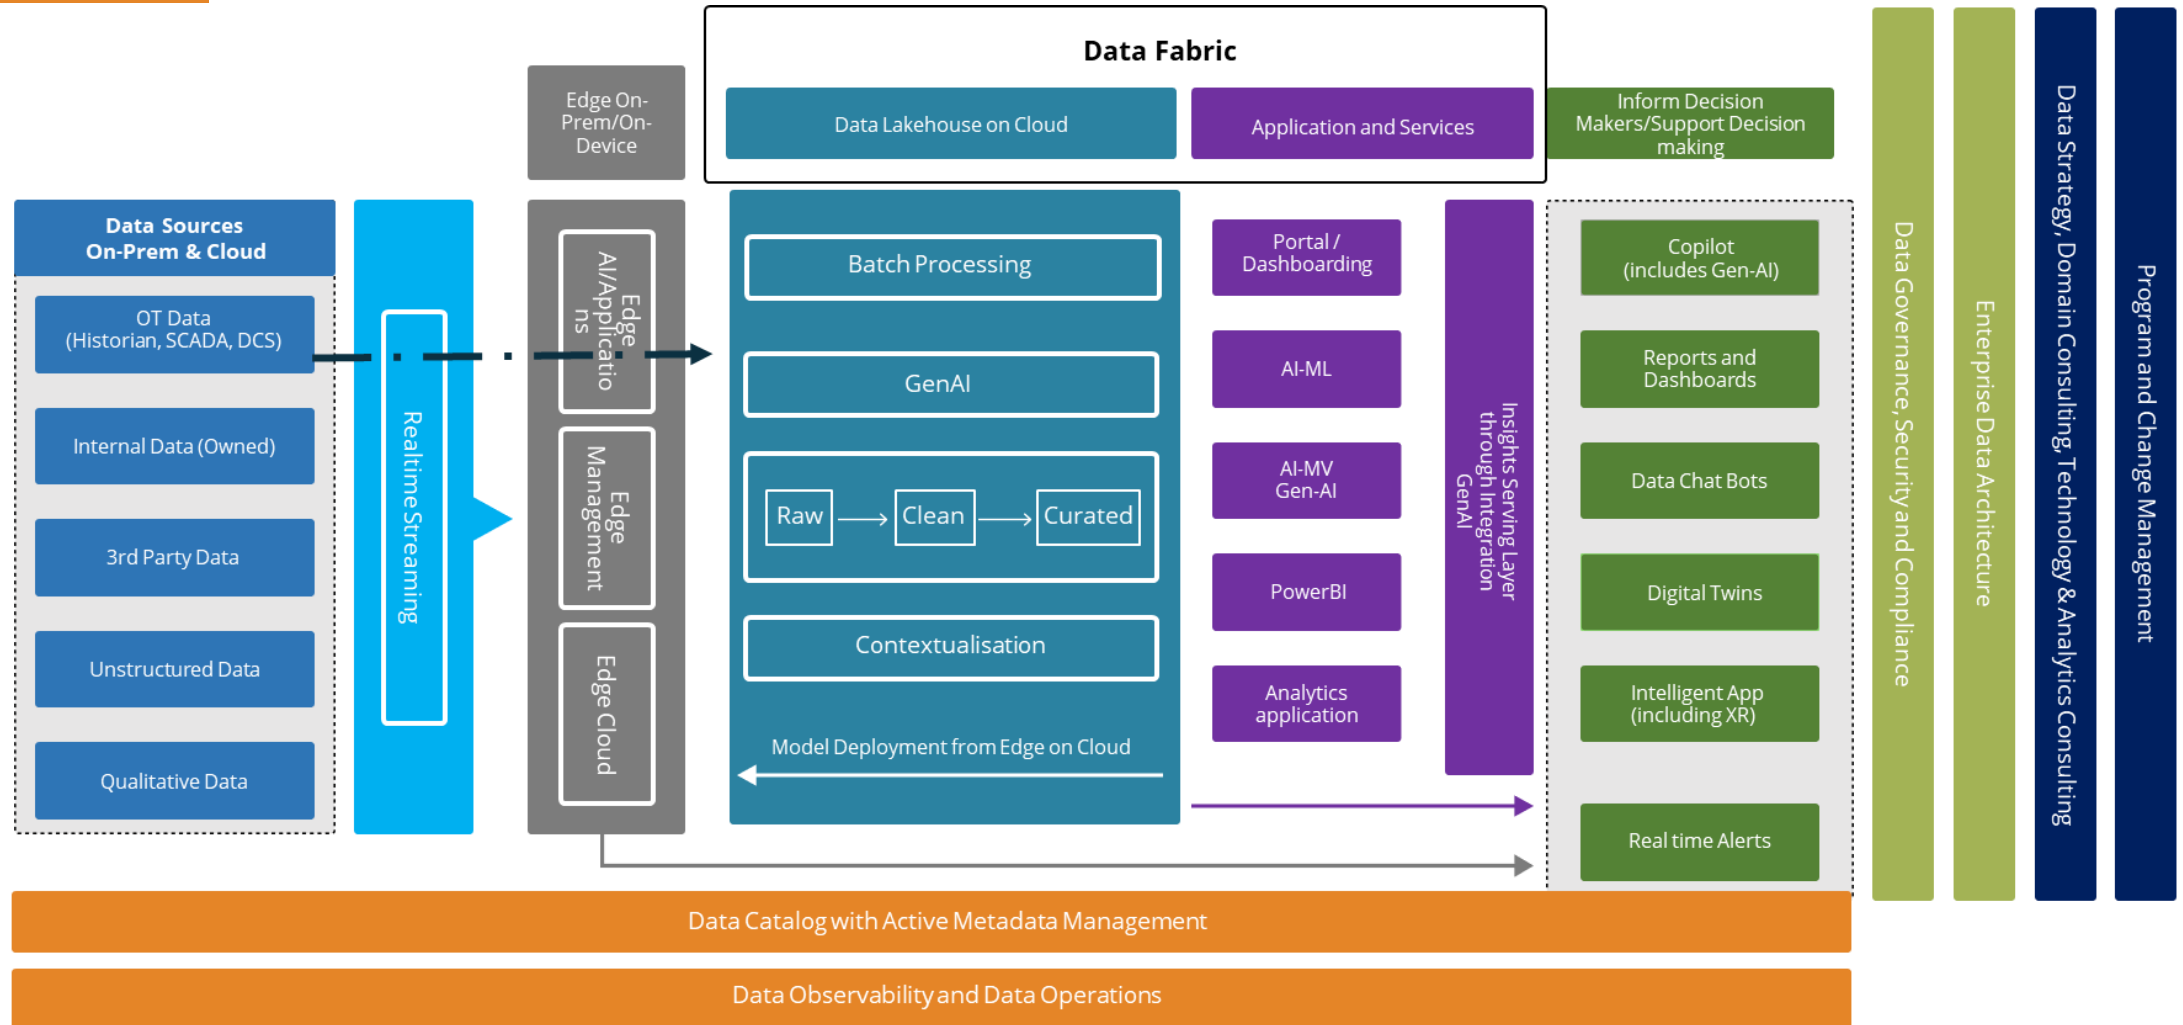 Data Fabric
Edge On-
Prem/On-
Device
Data Lakehouse on Cloud
Application and Services
Inform Decision
Makers/Support Decision
making
Data Sources
On-Prem & Cloud
OT Data
(Historian, SCADA, DCS)
Internal Data (Owned)
3rd Party Data
Unstructured Data
Qualitative Data
Realtime Streaming
Edge
AI/Applicatio
ns
Edge
Management
Edge Cloud
Batch Processing
GenAI
Raw
Clean
Curated
Contextualisation
Model Deployment from Edge on Cloud
Portal /
Dashboarding
AI-ML
AI-MV
Gen-AI
PowerBI
Analytics
application
Insights Serving Layer
through Integration
GenAI
Copilot
(includes Gen-AI)
Reports and
Dashboards
Data Chat Bots
Digital Twins
Intelligent App
(including XR)
Real time Alerts
Data Governance, Security and Compliance
Enterprise Data Architecture
Data Strategy, Domain Consulting, Technology & Analytics Consulting
Program and Change Management
Data Catalog with Active Metadata Management
Data Observability and Data Operations